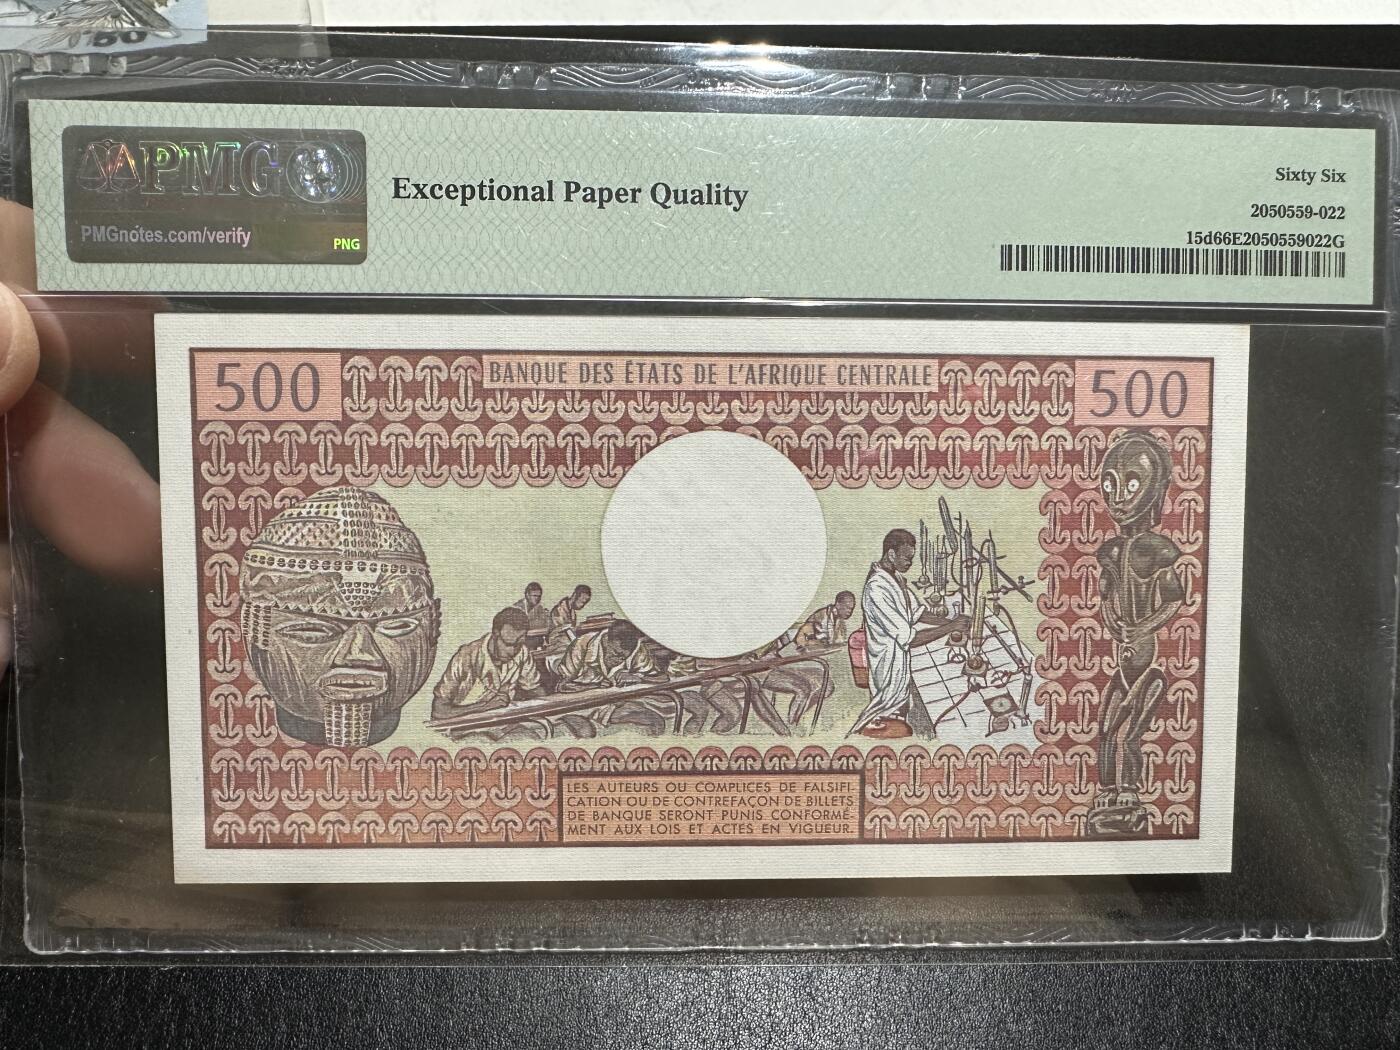 50
PMG
PMGnotes.com/verify
PNG
Exceptional Paper Quality
Sixty Six
2050559-022
15d66E2050559022G
500
BANQUE DES ÉTATS DE L'AFRIQUE CENTRALE
500
LES AUTEURS OU COMPLICES DE FALSIFI-
CATION OU DE CONTREFAÇON DE BILLETS
DE BANQUE SERONT PUNIS CONFORMÉ-
MENT AUX LOIS ET ACTES EN VIGUEUR.